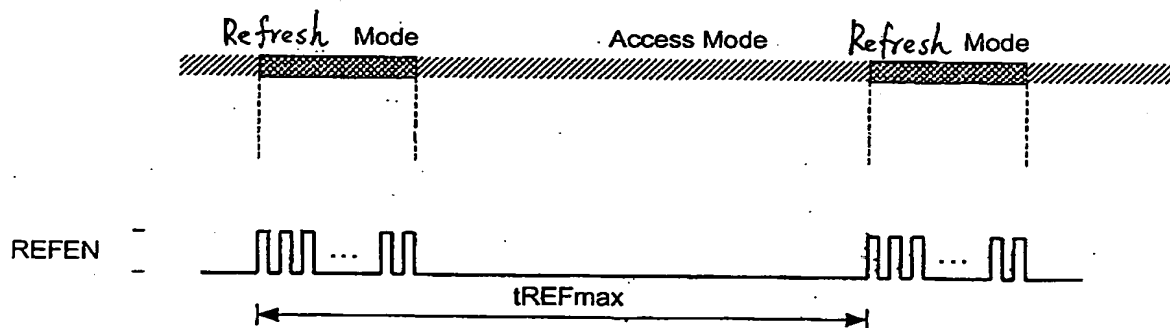 Refresh Mode Access Mode Refresh Mode
REFEN ... ...
tREFmax